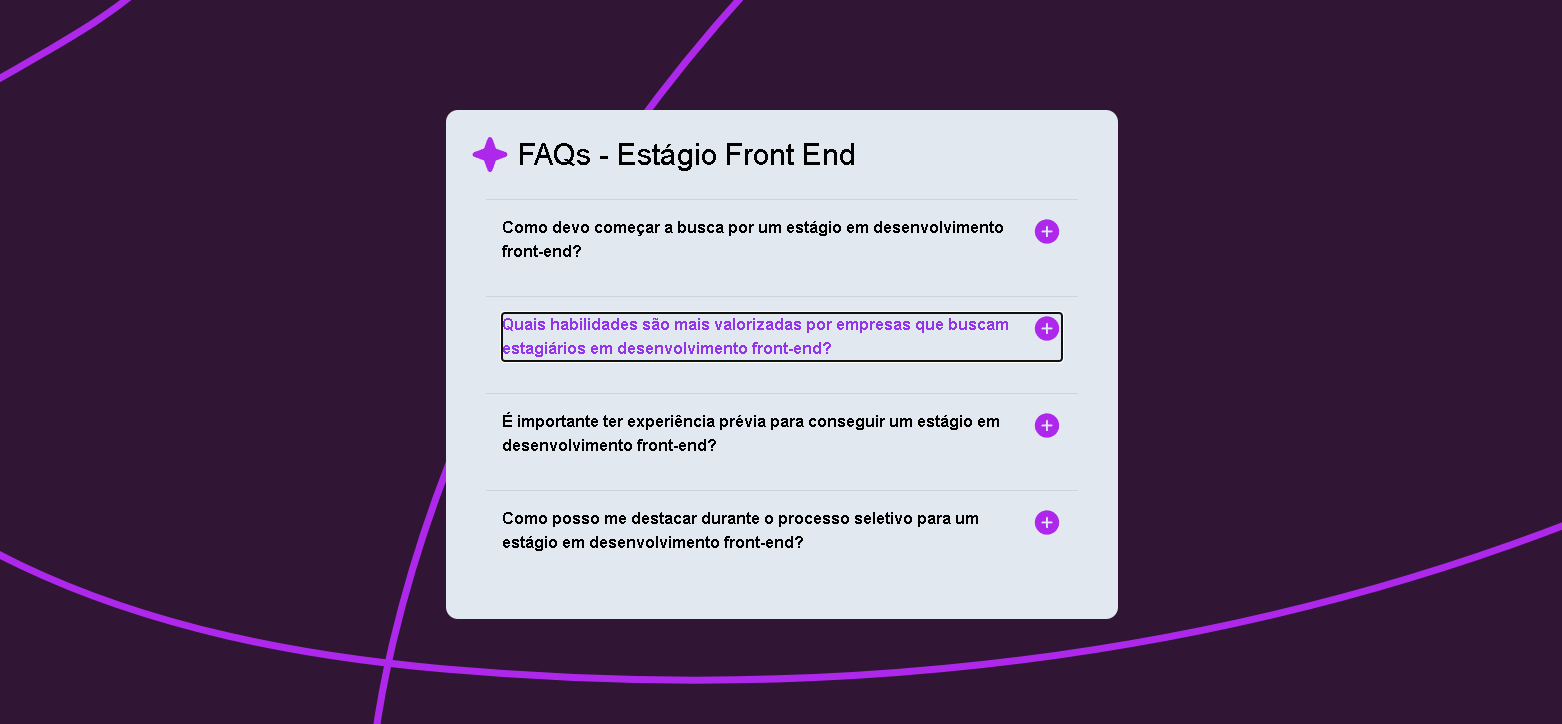 FAQs - Estágio Front End
Como devo começar a busca por um estágio em desenvolvimento
front-end?
Quais habilidades são mais valorizadas por empresas que buscam
estagiários em desenvolvimento front-end?
É importante ter experiência prévia para conseguir um estágio em
desenvolvimento front-end?
Como posso me destacar durante o processo seletivo para um
estágio em desenvolvimento front-end?